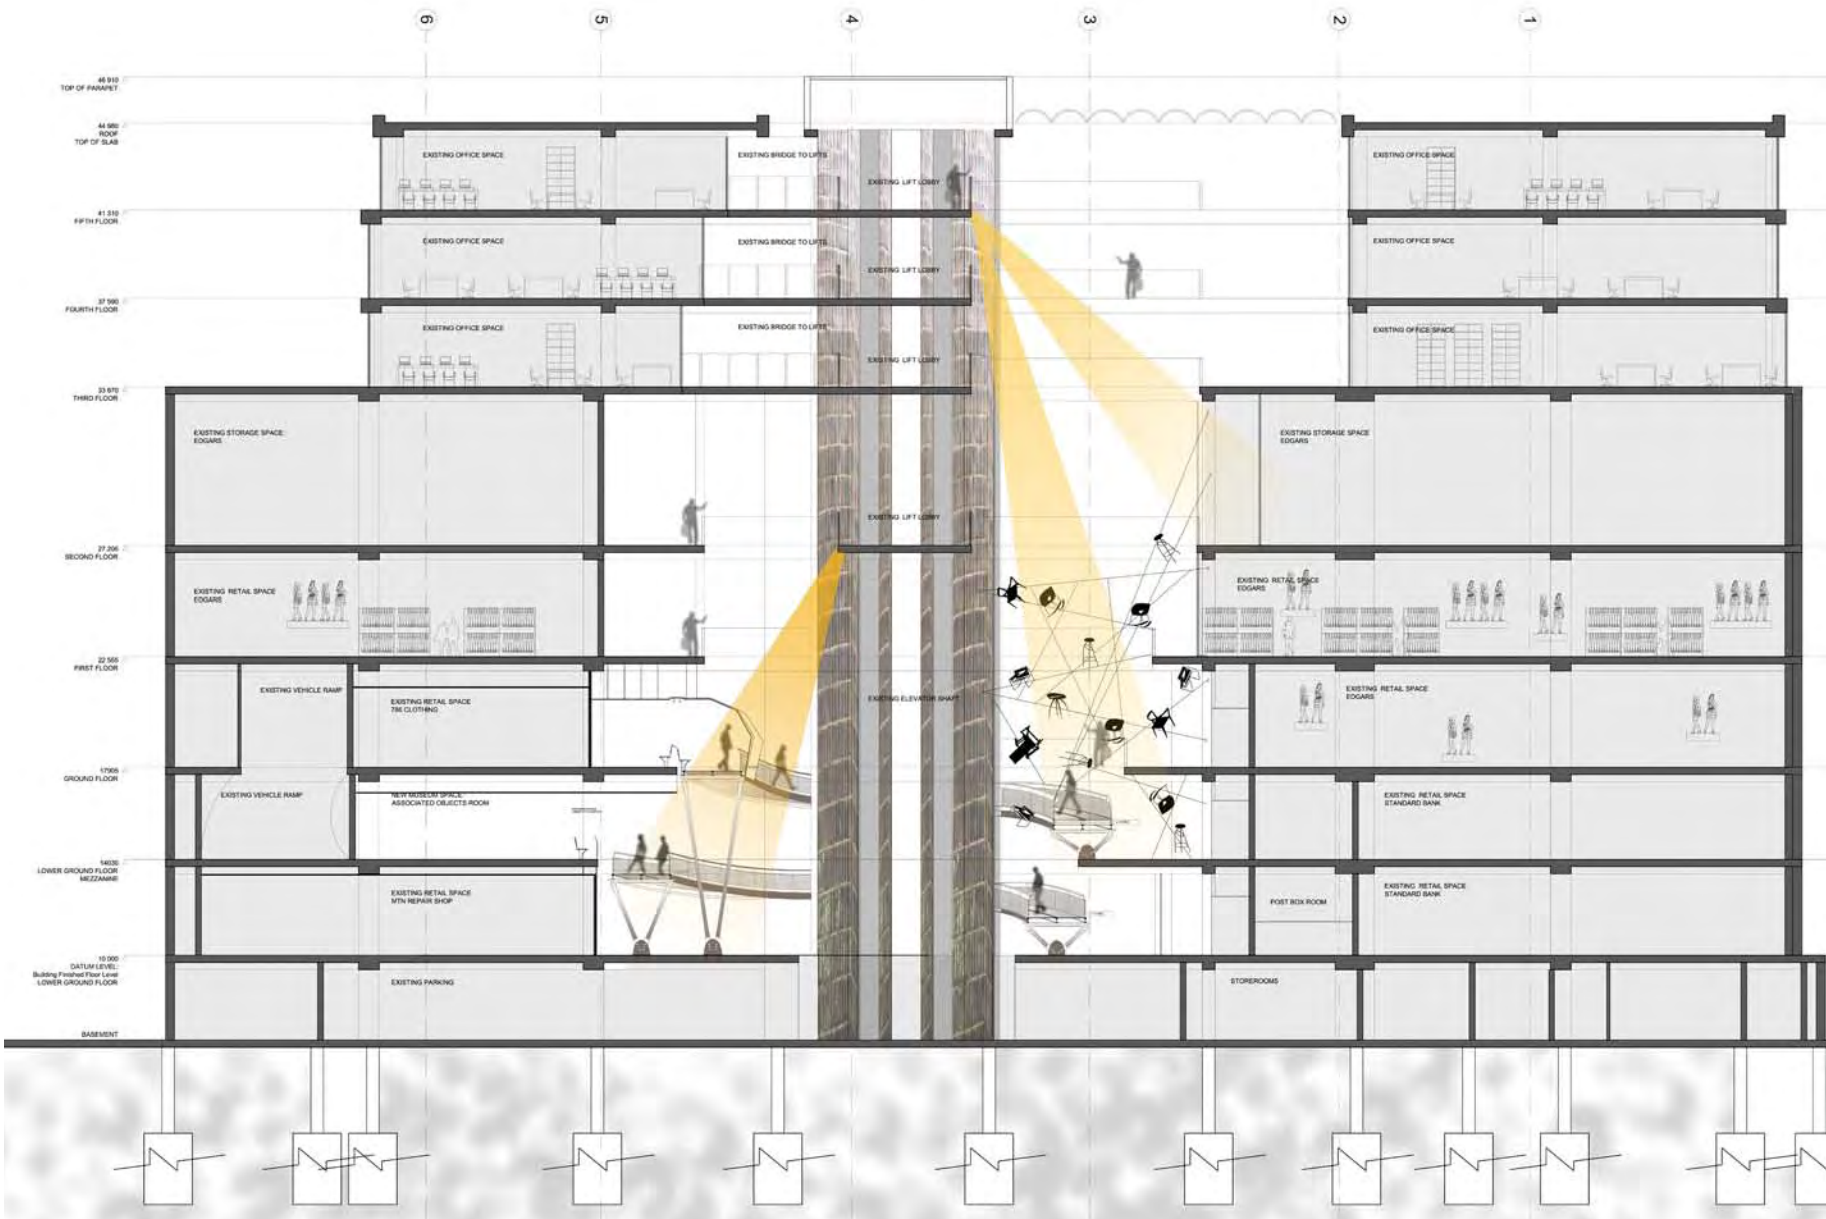 6 5 4 3 2 1
46 910
TOP OF PARAPET
44 980
ROOF
TOP OF SLAB
EXISTING OFFICE SPACE
EXISTING BRIDGE TO LIFTS
EXISTING LIFT LOBBY
EXISTING OFFICE SPACE
41 310
FIFTH FLOOR
EXISTING OFFICE SPACE
EXISTING BRIDGE TO LIFTS
EXISTING LIFT LOBBY
EXISTING OFFICE SPACE
FOURTH FLOOR
EXISTING OFFICE SPACE
EXISTING BRIDGE TO LIFTS
EXISTING LIFT LOBBY
EXISTING OFFICE SPACE
33 870
THIRD FLOOR
EXISTING STORAGE SPACE
EDGARS
EXISTING STORAGE SPACE
EDGARS
EXISTING LIFT LOBBY
27 206
SECOND FLOOR
EXISTING RETAIL SPACE
EDGARS
EXISTING RETAIL SPACE
EDGARS
22 555
FIRST FLOOR
EXISTING VEHICLE RAMP
EXISTING RETAIL SPACE
786 CLOTHING
EXISTING ELEVATOR SHAFT
EXISTING RETAIL SPACE
EDGARS
17905
GROUND FLOOR
EXISTING VEHICLE RAMP
NEW MUSEUM SPACE
ASSOCIATED OBJECTS ROOM
EXISTING RETAIL SPACE
STANDARD BANK
14030
LOWER GROUND FLOOR
MEZZANINE
EXISTING RETAIL SPACE
MTN REPAIR SHOP
POST BOX ROOM
EXISTING RETAIL SPACE
STANDARD BANK
10 000
DATUM LEVEL:
Building Finished Floor Level
LOWER GROUND FLOOR
EXISTING PARKING
STOREROOMS
BASEMENT